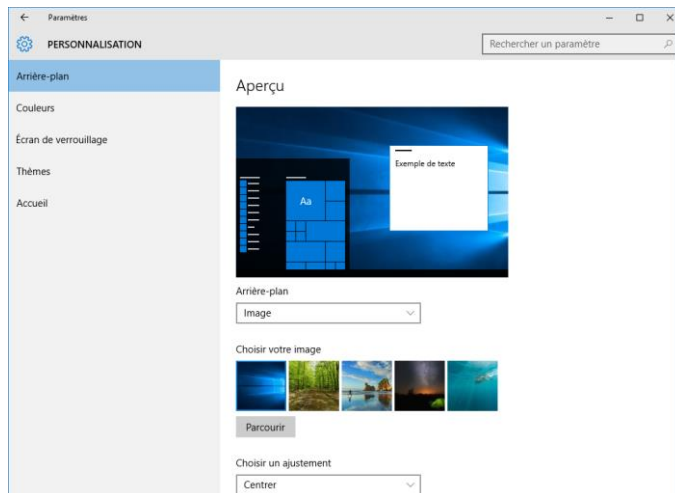 Paramètres
PERSONNALISATION
Rechercher un paramètre
Arrière-plan
Couleurs
Écran de verrouillage
Thèmes
Accueil
Aperçu
Exemple de texte
Aa
Arrière-plan
Image
Choisir votre image
Parcourir
Choisir un ajustement
Centrer